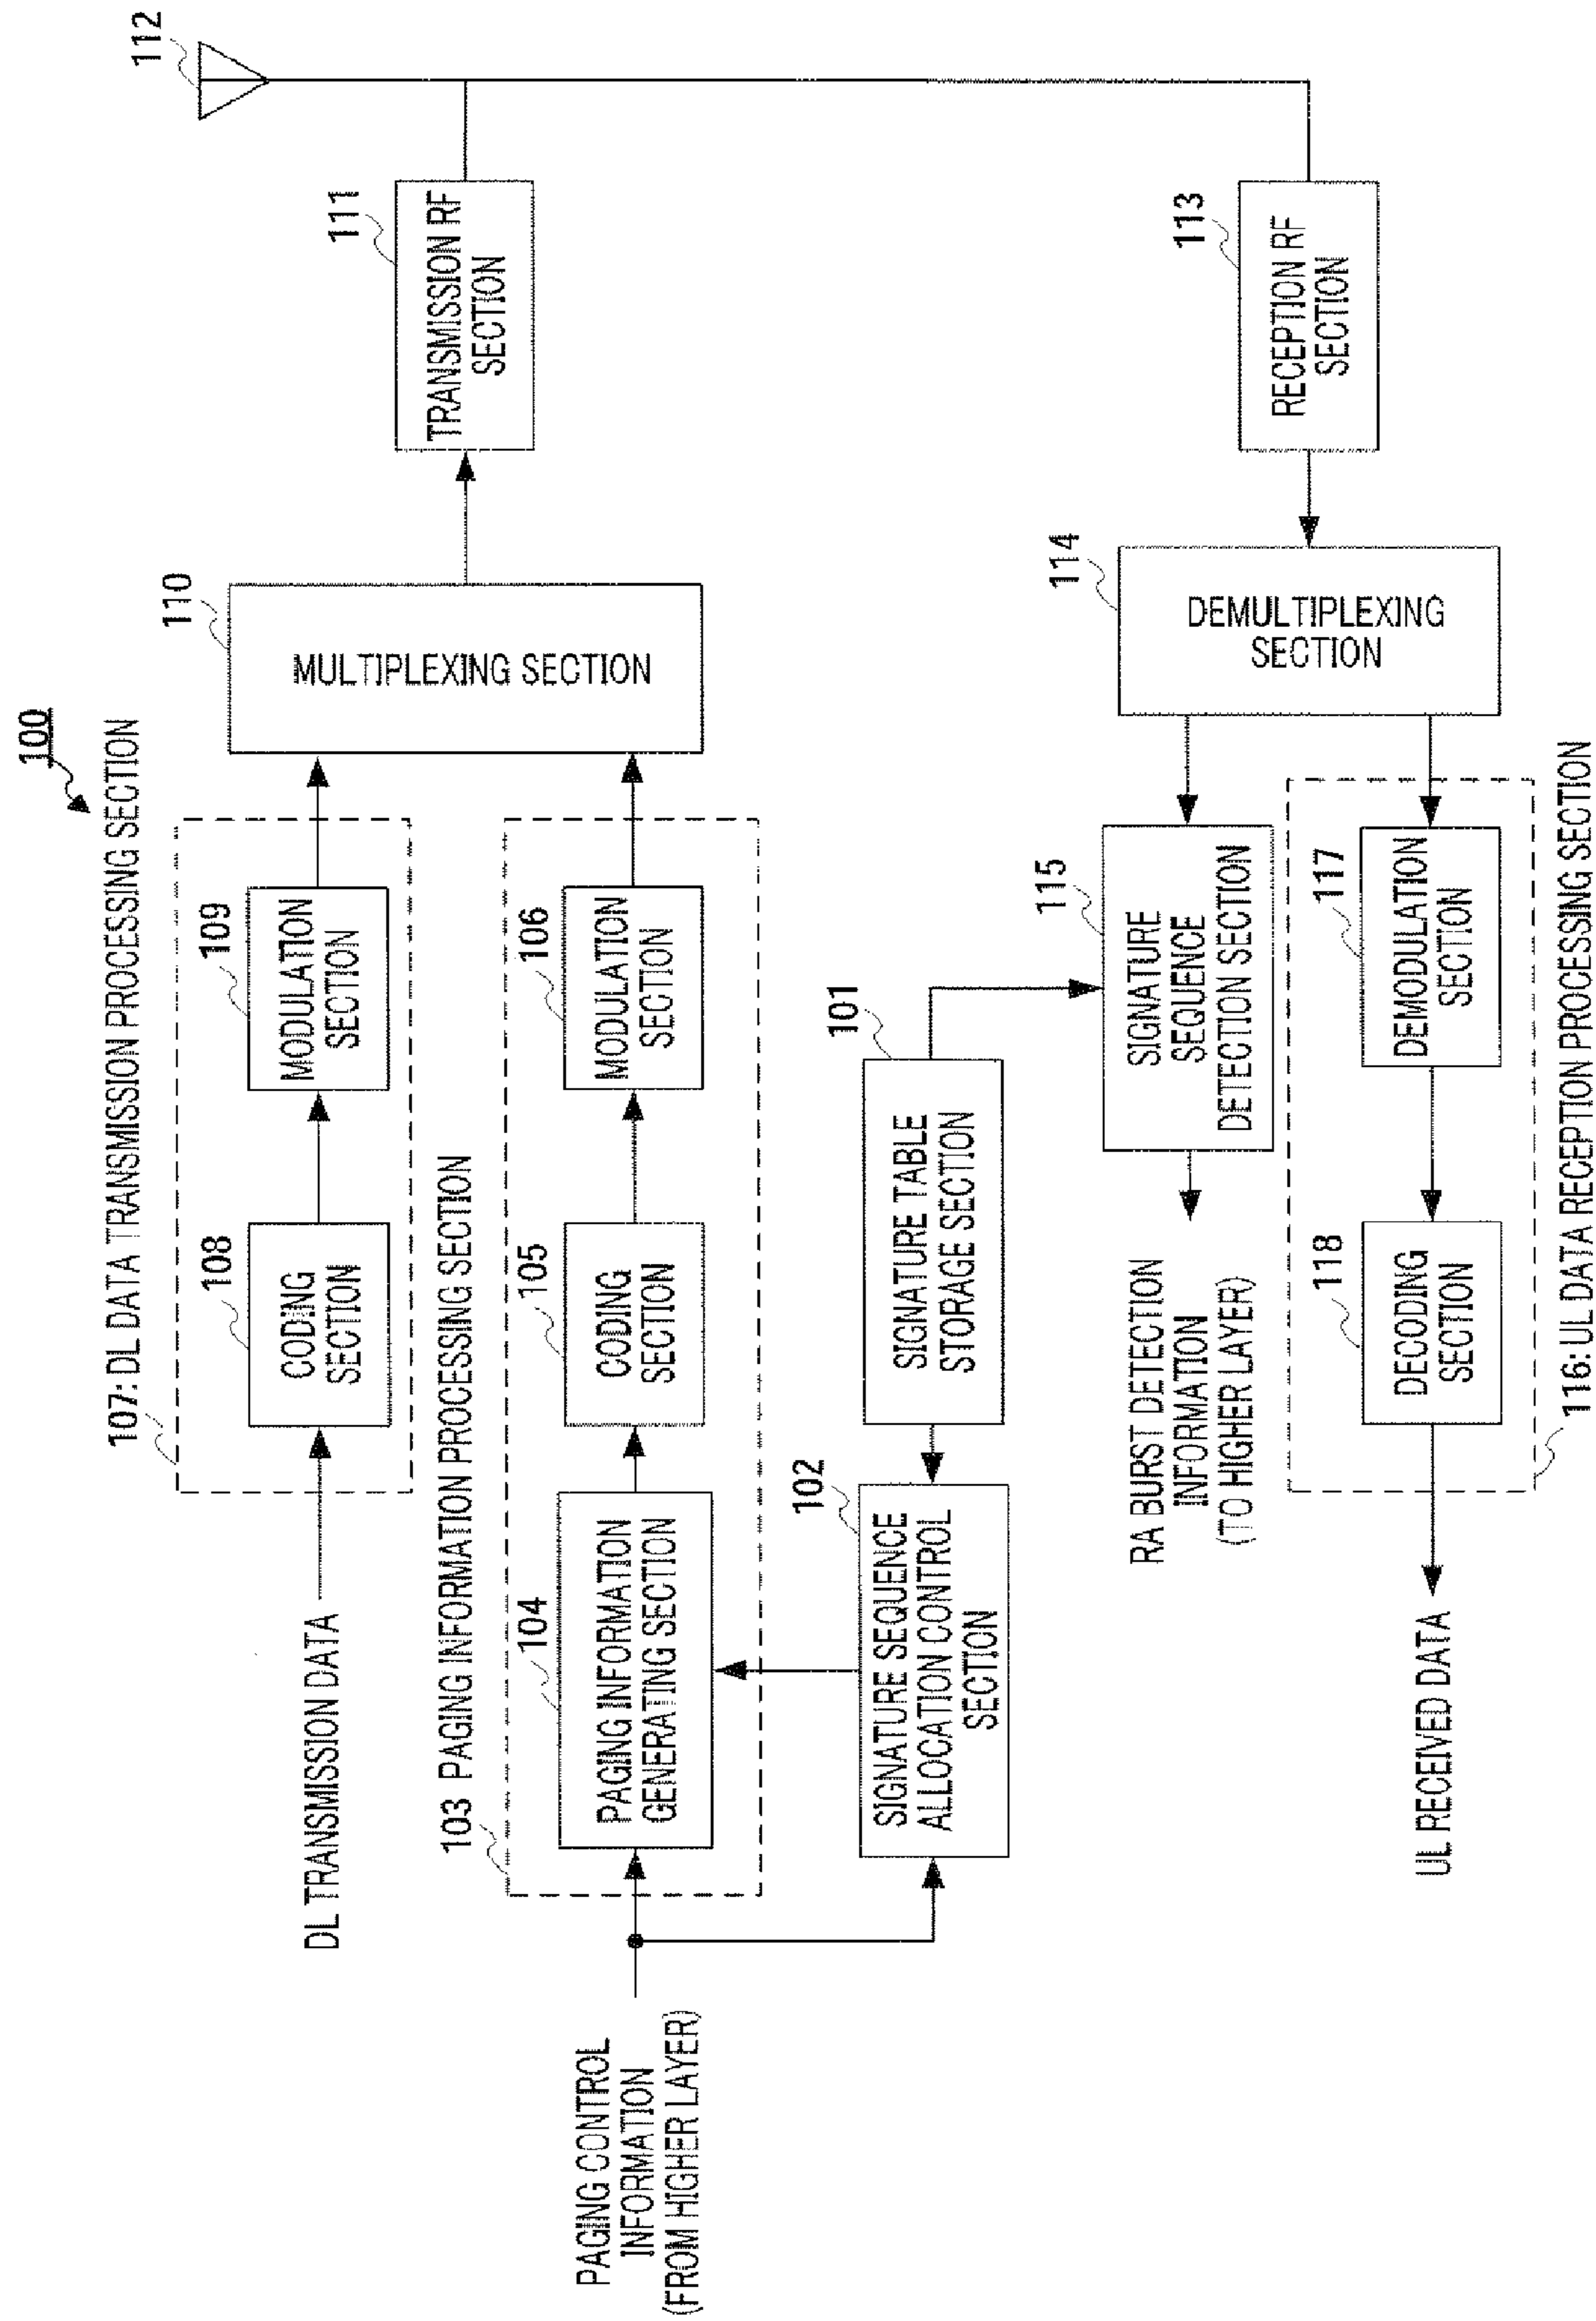 100
107: DL DATA TRANSMISSION PROCESSING SECTION
DL TRANSMISSION DATA
108
CODING
SECTION
109
MODULATION
SECTION
110
MULTIPLEXING SECTION
111
TRANSMISSION RF
SECTION
112
103 PAGING INFORMATION PROCESSING SECTION
PAGING CONTROL
INFORMATION
(FROM HIGHER LAYER)
104
PAGING INFORMATION
GENERATING SECTION
105
CODING
SECTION
106
MODULATION
SECTION
102
SIGNATURE SEQUENCE
ALLOCATION CONTROL
SECTION
101
SIGNATURE TABLE
STORAGE SECTION
115
SIGNATURE
SEQUENCE
DETECTION SECTION
114
DEMULTIPLEXING
SECTION
113
RECEPTION RF
SECTION
RA BURST DETECTION
INFORMATION
(TO HIGHER LAYER)
118
DECODING
SECTION
117
DEMODULATION
SECTION
UL RECEIVED DATA
116: UL DATA RECEPTION PROCESSING SECTION